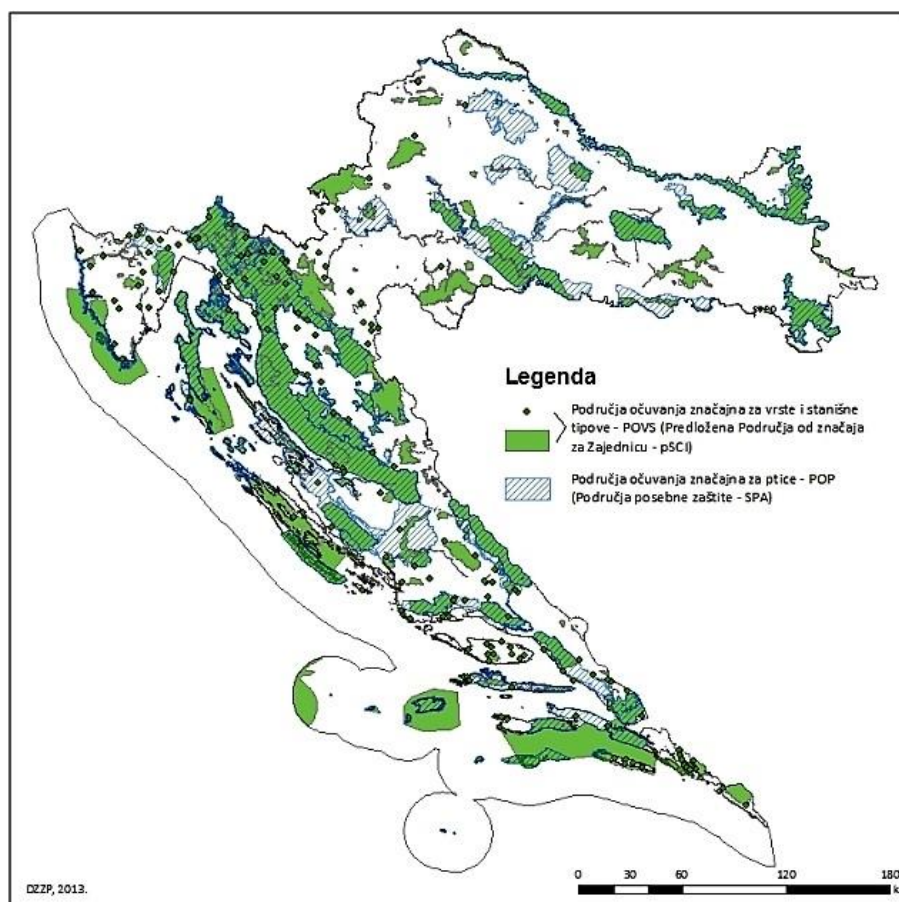 Legenda
Područja očuvanja značajna za vrste i stanišne
tipove - POVS (Predložena Područja od značaja
za Zajednicu - pSCI)
Područja očuvanja značajna za ptice - POP
(Područja posebne zaštite - SPA)
DZZP, 2013.
0 30 60 120 180
k